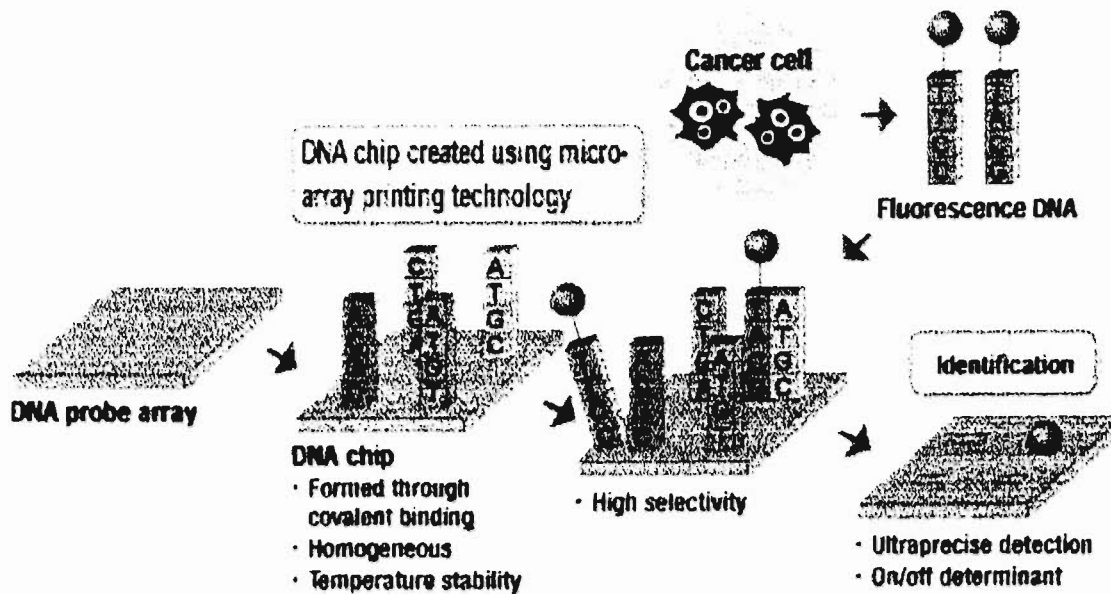 Cancer cell
DNA chip created using micro-
array printing technology
Fluorescence DNA
C
T
G
A
A
T
G
C
A
T
G
C
Identification
DNA probe array
DNA chip
· Formed through
covalent binding
· Homogeneous
· Temperature stability
· High selectivity
· Ultraprecise detection
· On/off determinant